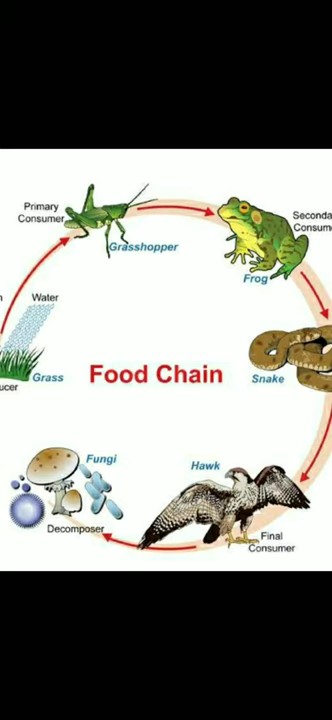 Primary
Consumer
Grasshopper
Seconda
Consum
Frog
Water
Grass
ucer
Food Chain
Snake
Hawk
Fungi
Decomposer
Final
Consumer